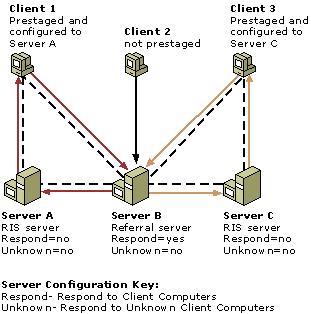 Client 1
Prestaged and
configured to
Server A
Client 2
not prestaged
Client 3
Prestaged and
configured to
Server C
Server A
RIS server
Respond=no
Unknown=no
Server B
Referral server
Respond=yes
Unknown=no
Server C
RIS server
Respond=no
Unknown=no
Server Configuration Key:
Respond- Respond to Client Computers
Unknown- Respond to Unknown Client Computers